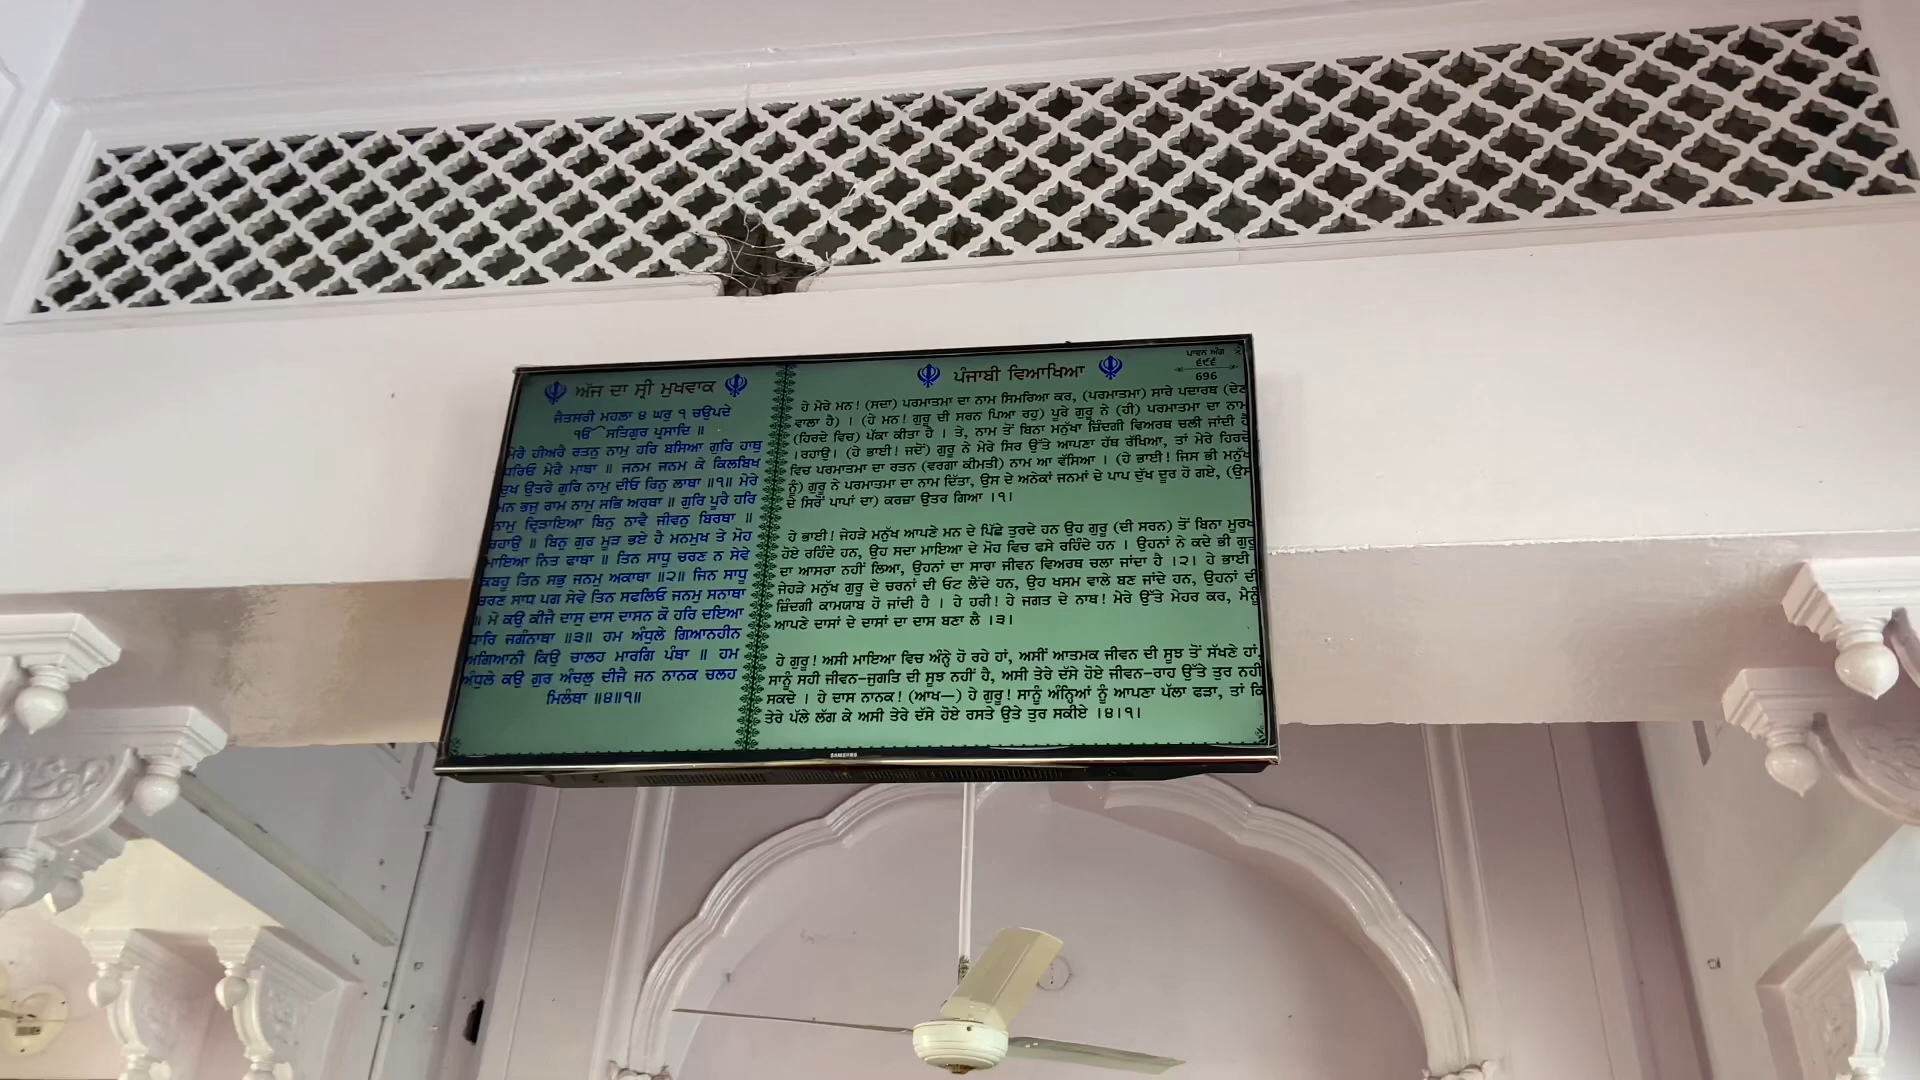 ਅੱਜ ਦਾ ਸ੍ਰੀ ਮੁਖਵਾਕ
ਜੈਤਸਰੀ ਮਹਲਾ ੪ ਘਰੁ ੧ ਚਉਪਦੇ
ੴ ਸਤਿਗੁਰ ਪ੍ਰਸਾਦਿ ॥
ਮੇਰੈ ਹੀਅਰੈ ਰਤਨੁ ਨਾਮੁ ਹਰਿ ਬਸਿਆ ਗੁਰਿ ਹਾਥੁ
ਧਰਿਓ ਮੇਰੈ ਮਾਥਾ ॥ ਜਨਮ ਜਨਮ ਕੇ ਕਿਲਬਿਖ
ਦੁਖ ਉਤਰੇ ਗੁਰਿ ਨਾਮੁ ਦੀਓ ਰਿਨੁ ਲਾਥਾ ॥੧॥ ਮੇਰੇ
ਮਨ ਭਜੁ ਰਾਮ ਨਾਮੁ ਸਭਿ ਅਰਥਾ ॥ ਗੁਰਿ ਪੂਰੈ ਹਰਿ
ਨਾਮੁ ਦ੍ਰਿੜਾਇਆ ਬਿਨੁ ਨਾਵੈ ਜੀਵਨੁ ਬਿਰਥਾ ॥
ਰਹਾਉ ॥ ਬਿਨੁ ਗੁਰ ਮੂੜ ਭਏ ਹੈ ਮਨਮੁਖ ਤੇ ਮੋਹ
ਮਾਇਆ ਨਿਤ ਫਾਥਾ ॥ ਤਿਨ ਸਾਧੂ ਚਰਣ ਨ ਸੇਵੇ
ਕਬਹੂ ਤਿਨ ਸਭੁ ਜਨਮੁ ਅਕਾਥਾ ॥੨॥ ਜਿਨ ਸਾਧੂ
ਚਰਣ ਸਾਧ ਪਗ ਸੇਵੇ ਤਿਨ ਸਫਲਿਓ ਜਨਮੁ ਸਨਾਥਾ
॥ ਮੋ ਕਉ ਕੀਜੈ ਦਾਸੁ ਦਾਸ ਦਾਸਨ ਕੋ ਹਰਿ ਦਇਆ
ਧਾਰਿ ਜਗੰਨਾਥਾ ॥੩॥ ਹਮ ਅੰਧੁਲੇ ਗਿਆਨਹੀਨ
ਅਗਿਆਨੀ ਕਿਉ ਚਾਲਹ ਮਾਰਗਿ ਪੰਥਾ ॥ ਹਮ
ਅੰਧੁਲੇ ਕਉ ਗੁਰ ਅੰਚਲੁ ਦੀਜੈ ਜਨ ਨਾਨਕ ਚਲਹ
ਮਿਲੰਥਾ ॥੪॥੧॥
ਪੰਜਾਬੀ ਵਿਆਖਿਆ
ਪਾਵਨ ਅੰਗ
੬੯੬
696
ਹੇ ਮੇਰੇ ਮਨ! (ਸਦਾ) ਪਰਮਾਤਮਾ ਦਾ ਨਾਮ ਸਿਮਰਿਆ ਕਰ, (ਪਰਮਾਤਮਾ) ਸਾਰੇ ਪਦਾਰਥ (ਦੇਣ
ਵਾਲਾ ਹੈ) । (ਹੇ ਮਨ! ਗੁਰੂ ਦੀ ਸਰਨ ਪਿਆ ਰਹੁ) ਪੂਰੇ ਗੁਰੂ ਨੇ (ਹੀ) ਪਰਮਾਤਮਾ ਦਾ ਨਾਮ
(ਹਿਰਦੇ ਵਿਚ) ਪੱਕਾ ਕੀਤਾ ਹੈ । ਤੇ, ਨਾਮ ਤੋਂ ਬਿਨਾ ਮਨੁੱਖਾ ਜ਼ਿੰਦਗੀ ਵਿਅਰਥ ਚਲੀ ਜਾਂਦੀ ਹੈ
।ਰਹਾਉ। (ਹੇ ਭਾਈ! ਜਦੋਂ) ਗੁਰੂ ਨੇ ਮੇਰੇ ਸਿਰ ਉੱਤੇ ਆਪਣਾ ਹੱਥ ਰੱਖਿਆ, ਤਾਂ ਮੇਰੇ ਹਿਰਦੇ
ਵਿਚ ਪਰਮਾਤਮਾ ਦਾ ਰਤਨ (ਵਰਗਾ ਕੀਮਤੀ) ਨਾਮ ਆ ਵੱਸਿਆ । (ਹੇ ਭਾਈ! ਜਿਸ ਭੀ ਮਨੁੱਖ
ਨੂੰ) ਗੁਰੂ ਨੇ ਪਰਮਾਤਮਾ ਦਾ ਨਾਮ ਦਿੱਤਾ, ਉਸ ਦੇ ਅਨੇਕਾਂ ਜਨਮਾਂ ਦੇ ਪਾਪ ਦੁੱਖ ਦੂਰ ਹੋ ਗਏ, (ਉਸ
ਦੇ ਸਿਰੋਂ ਪਾਪਾਂ ਦਾ) ਕਰਜ਼ਾ ਉਤਰ ਗਿਆ ।੧।
ਹੇ ਭਾਈ! ਜੇਹੜੇ ਮਨੁੱਖ ਆਪਣੇ ਮਨ ਦੇ ਪਿੱਛੇ ਤੁਰਦੇ ਹਨ ਉਹ ਗੁਰੂ (ਦੀ ਸਰਨ) ਤੋਂ ਬਿਨਾ ਮੂਰਖ
ਹੋਏ ਰਹਿੰਦੇ ਹਨ, ਉਹ ਸਦਾ ਮਾਇਆ ਦੇ ਮੋਹ ਵਿਚ ਫਸੇ ਰਹਿੰਦੇ ਹਨ । ਉਹਨਾਂ ਨੇ ਕਦੇ ਭੀ ਗੁਰੂ
ਦਾ ਆਸਰਾ ਨਹੀਂ ਲਿਆ, ਉਹਨਾਂ ਦਾ ਸਾਰਾ ਜੀਵਨ ਵਿਅਰਥ ਚਲਾ ਜਾਂਦਾ ਹੈ ।੨। ਹੇ ਭਾਈ!
ਜੇਹੜੇ ਮਨੁੱਖ ਗੁਰੂ ਦੇ ਚਰਨਾਂ ਦੀ ਓਟ ਲੈਂਦੇ ਹਨ, ਉਹ ਖਸਮ ਵਾਲੇ ਬਣ ਜਾਂਦੇ ਹਨ, ਉਹਨਾਂ ਦੀ
ਜ਼ਿੰਦਗੀ ਕਾਮਯਾਬ ਹੋ ਜਾਂਦੀ ਹੈ । ਹੇ ਹਰੀ! ਹੇ ਜਗਤ ਦੇ ਨਾਥ! ਮੇਰੇ ਉੱਤੇ ਮੇਹਰ ਕਰ, ਮੈਨੂੰ
ਆਪਣੇ ਦਾਸਾਂ ਦੇ ਦਾਸਾਂ ਦਾ ਦਾਸ ਬਣਾ ਲੈ ।੩।
ਹੇ ਗੁਰੂ! ਅਸੀ ਮਾਇਆ ਵਿਚ ਅੰਨ੍ਹੇ ਹੋ ਰਹੇ ਹਾਂ, ਅਸੀਂ ਆਤਮਕ ਜੀਵਨ ਦੀ ਸੂਝ ਤੋਂ ਸੱਖਣੇ ਹਾਂ,
ਸਾਨੂੰ ਸਹੀ ਜੀਵਨ-ਜੁਗਤਿ ਦੀ ਸੂਝ ਨਹੀਂ ਹੈ, ਅਸੀ ਤੇਰੇ ਦੱਸੇ ਹੋਏ ਜੀਵਨ-ਰਾਹ ਉੱਤੇ ਤੁਰ ਨਹੀਂ
ਸਕਦੇ । ਹੇ ਦਾਸ ਨਾਨਕ! (ਆਖ—) ਹੇ ਗੁਰੂ! ਸਾਨੂੰ ਅੰਨ੍ਹਿਆਂ ਨੂੰ ਆਪਣਾ ਪੱਲਾ ਫੜਾ, ਤਾਂ ਕਿ
ਤੇਰੇ ਪੱਲੇ ਲੱਗ ਕੇ ਅਸੀ ਤੇਰੇ ਦੱਸੇ ਹੋਏ ਰਸਤੇ ਉਤੇ ਤੁਰ ਸਕੀਏ ।੪।੧।
SAMSUNG